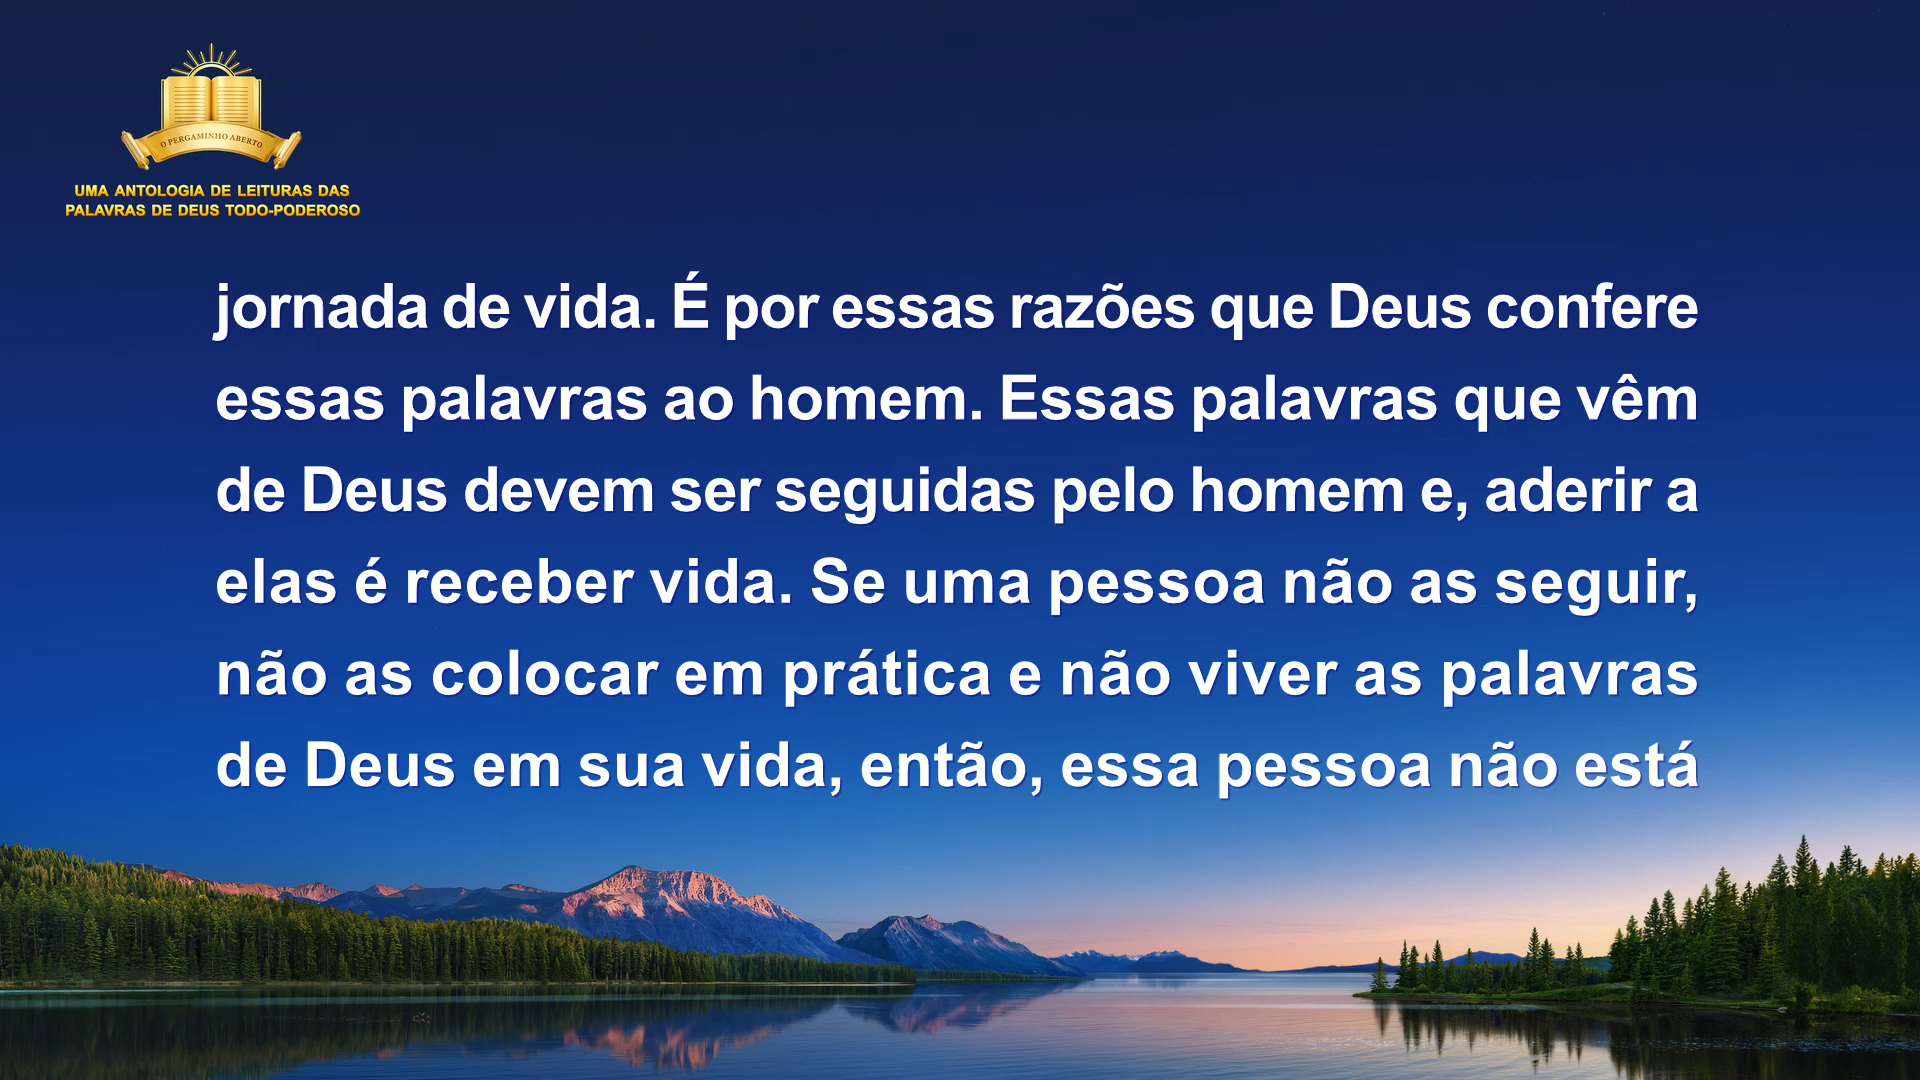 O PERGAMINHO ABERTO
UMA ANTOLOGIA DE LEITURAS DAS
PALAVRAS DE DEUS TODO-PODEROSO
jornada de vida. É por essas razões que Deus confere
essas palavras ao homem. Essas palavras que vêm
de Deus devem ser seguidas pelo homem e, aderir a
elas é receber vida. Se uma pessoa não as seguir,
não as colocar em prática e não viver as palavras
de Deus em sua vida, então, essa pessoa não está